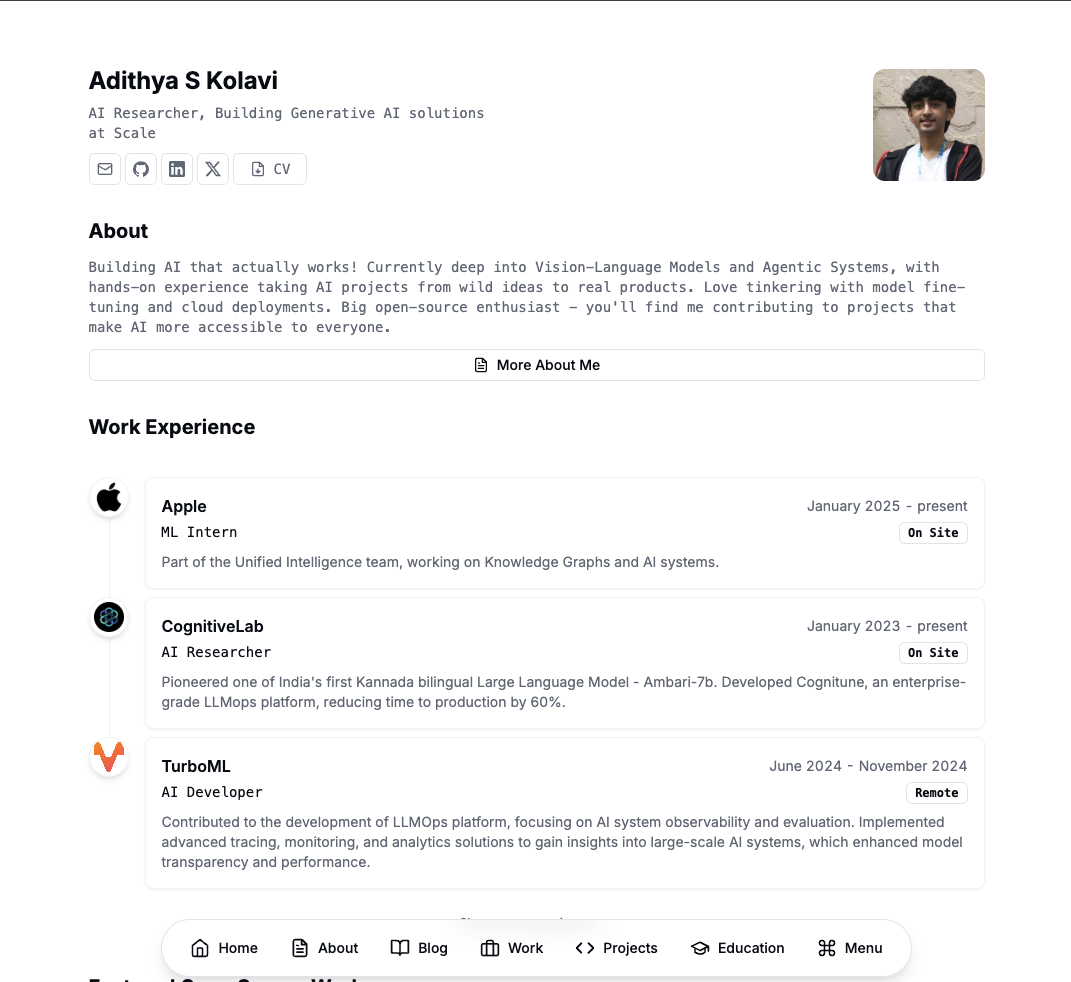 Adithya S Kolavi
AI Researcher, Building Generative AI solutions
at Scale
CV
About
Building AI that actually works! Currently deep into Vision-Language Models and Agentic Systems, with
hands-on experience taking AI projects from wild ideas to real products. Love tinkering with model fine-
tuning and cloud deployments. Big open-source enthusiast - you'll find me contributing to projects that
make AI more accessible to everyone.
More About Me
Work Experience
Apple
January 2025 - present
ML Intern
On Site
Part of the Unified Intelligence team, working on Knowledge Graphs and AI systems.
CognitiveLab
January 2023 - present
AI Researcher
On Site
Pioneered one of India's first Kannada bilingual Large Language Model - Ambari-7b. Developed Cognitune, an enterprise-
grade LLMops platform, reducing time to production by 60%.
TurboML
June 2024 - November 2024
AI Developer
Remote
Contributed to the development of LLMOps platform, focusing on AI system observability and evaluation. Implemented
advanced tracing, monitoring, and analytics solutions to gain insights into large-scale AI systems, which enhanced model
transparency and performance.
Home About Blog Work Projects Education Menu